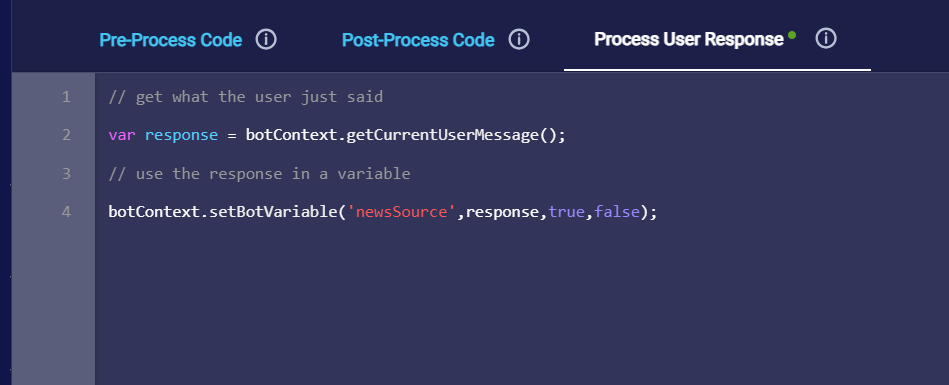 Pre-Process Code Post-Process Code Process User Response
1 // get what the user just said
2 var response = botContext.getCurrentUserMessage();
3 // use the response in a variable
4 botContext.setBotVariable('newsSource',response,true,false);